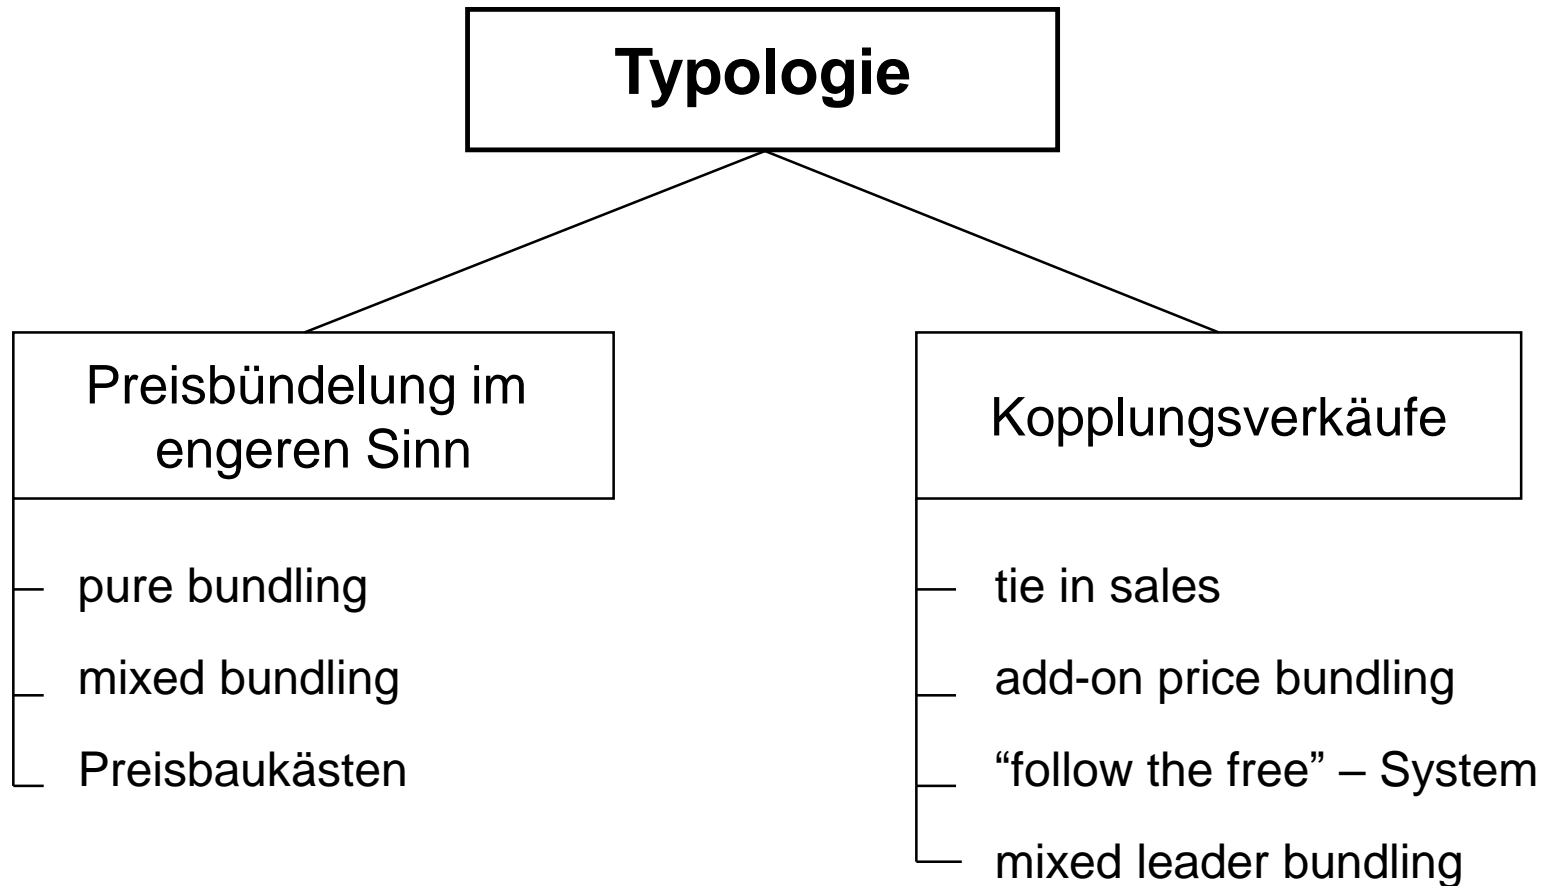 Typologie
Preisbündelung im
engeren Sinn
pure bundling
mixed bundling
Preisbaukästen
Kopplungsverkäufe
tie in sales
add-on price bundling
“follow the free” – System
mixed leader bundling